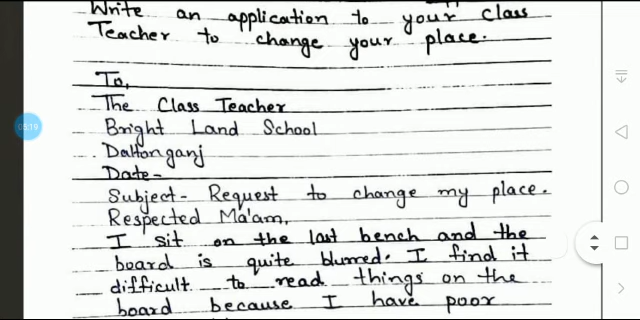 Write an application to your class
Teacher to change your place.
To,
The Class Teacher
Bright Land School
Daltonganj
Date-
Subject- Request to change my place.
Respected Ma'am,
I sit on the last bench and the
board is quite blurred. I find it
difficult to read things on the
board because I have poor
05:19